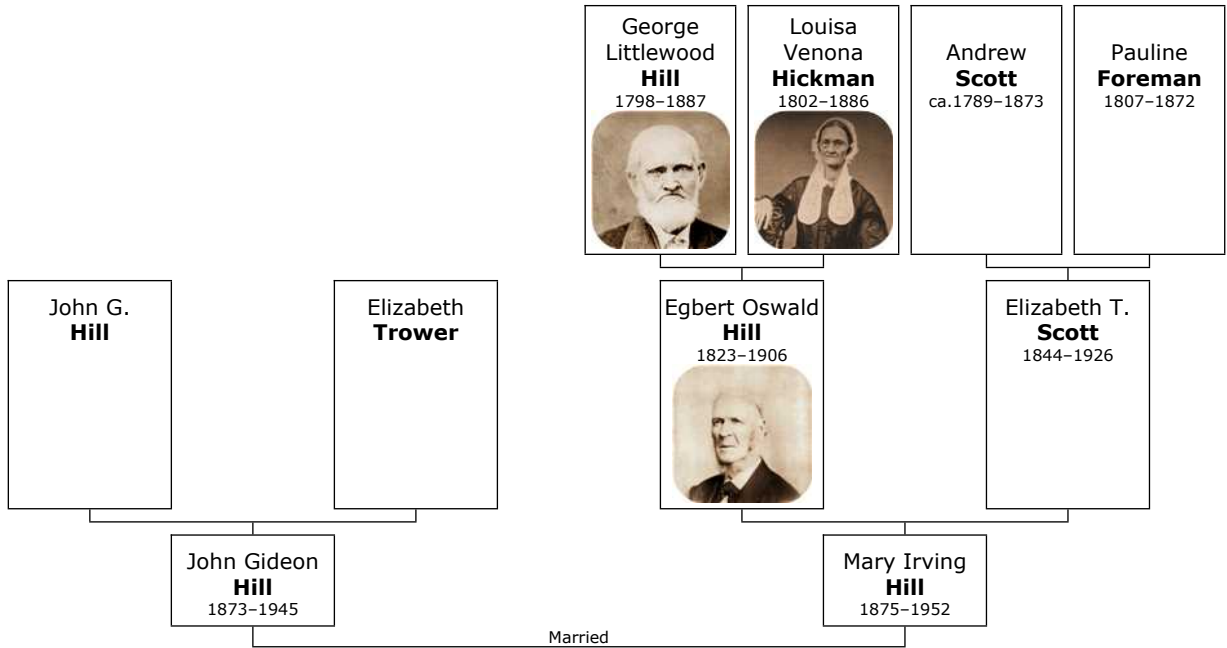 George
Littlewood
Hill
1798–1887
Louisa
Venona
Hickman
1802–1886
Andrew
Scott
ca.1789–1873
Pauline
Foreman
1807–1872
John G.
Hill
Elizabeth
Trower
Egbert Oswald
Hill
1823–1906
Elizabeth T.
Scott
1844–1926
John Gideon
Hill
1873–1945
Mary Irving
Hill
1875–1952
Married